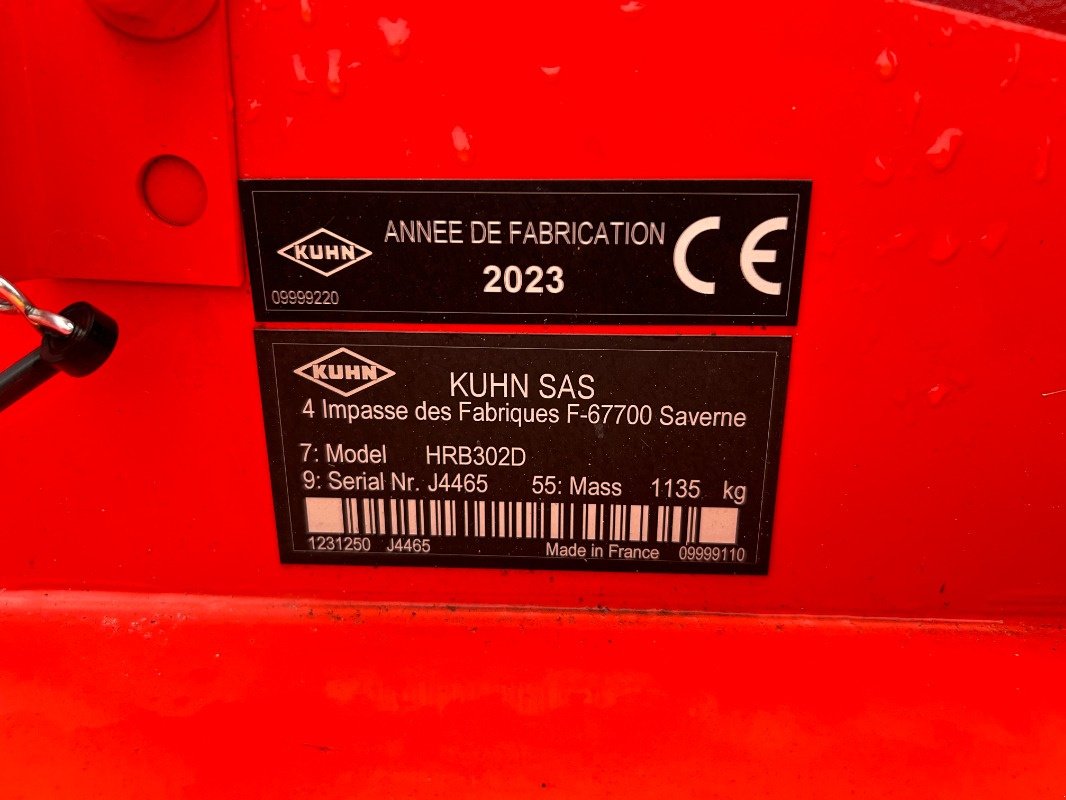 KUHN
ANNEE DE FABRICATION
2023
CE
09999220
KUHN
KUHN SAS
4 Impasse des Fabriques F-67700 Saverne
7: Model HRB302D
9: Serial Nr. J4465 55: Mass 1135 kg
1231250 J4465 Made in France 09999110